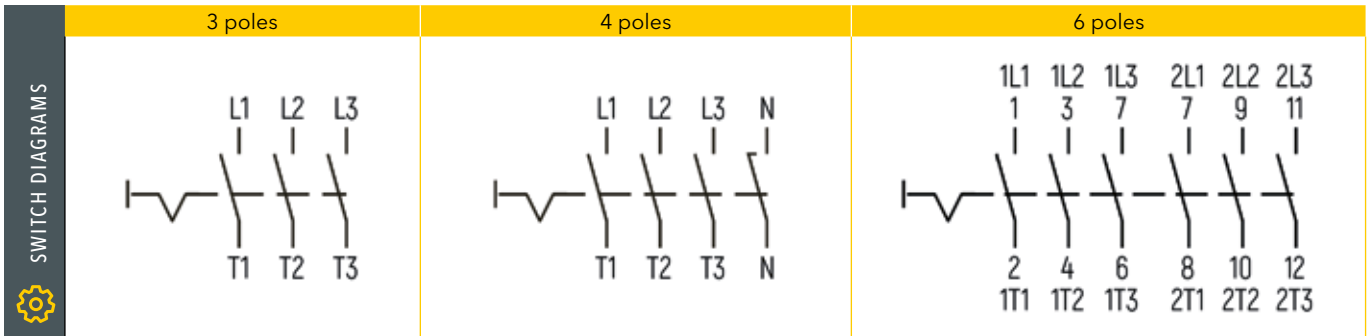 SWITCH DIAGRAMS
3 poles
L1 L2 L3
T1 T2 T3
4 poles
L1 L2 L3 N
T1 T2 T3 N
6 poles
1L1 1L2 1L3 2L1 2L2 2L3
1 3 7 7 9 11
2 4 6 8 10 12
1T1 1T2 1T3 2T1 2T2 2T3